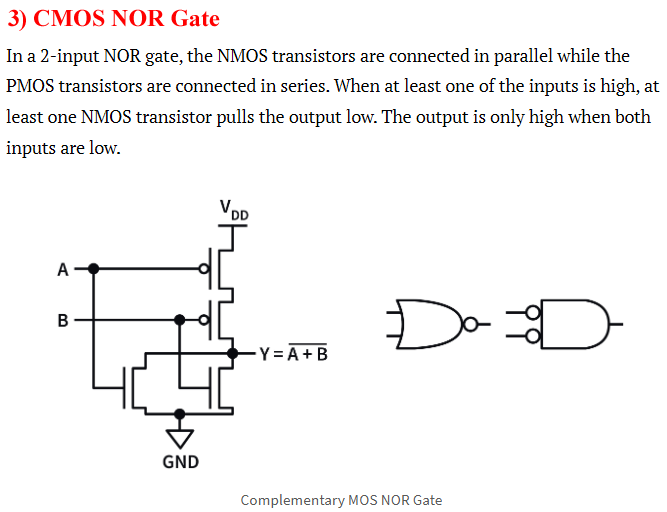 3) CMOS NOR Gate
In a 2-input NOR gate, the NMOS transistors are connected in parallel while the
PMOS transistors are connected in series. When at least one of the inputs is high, at
least one NMOS transistor pulls the output low. The output is only high when both
inputs are low.
V_DD
A
B
Y = \overline{A + B}
GND
Complementary MOS NOR Gate